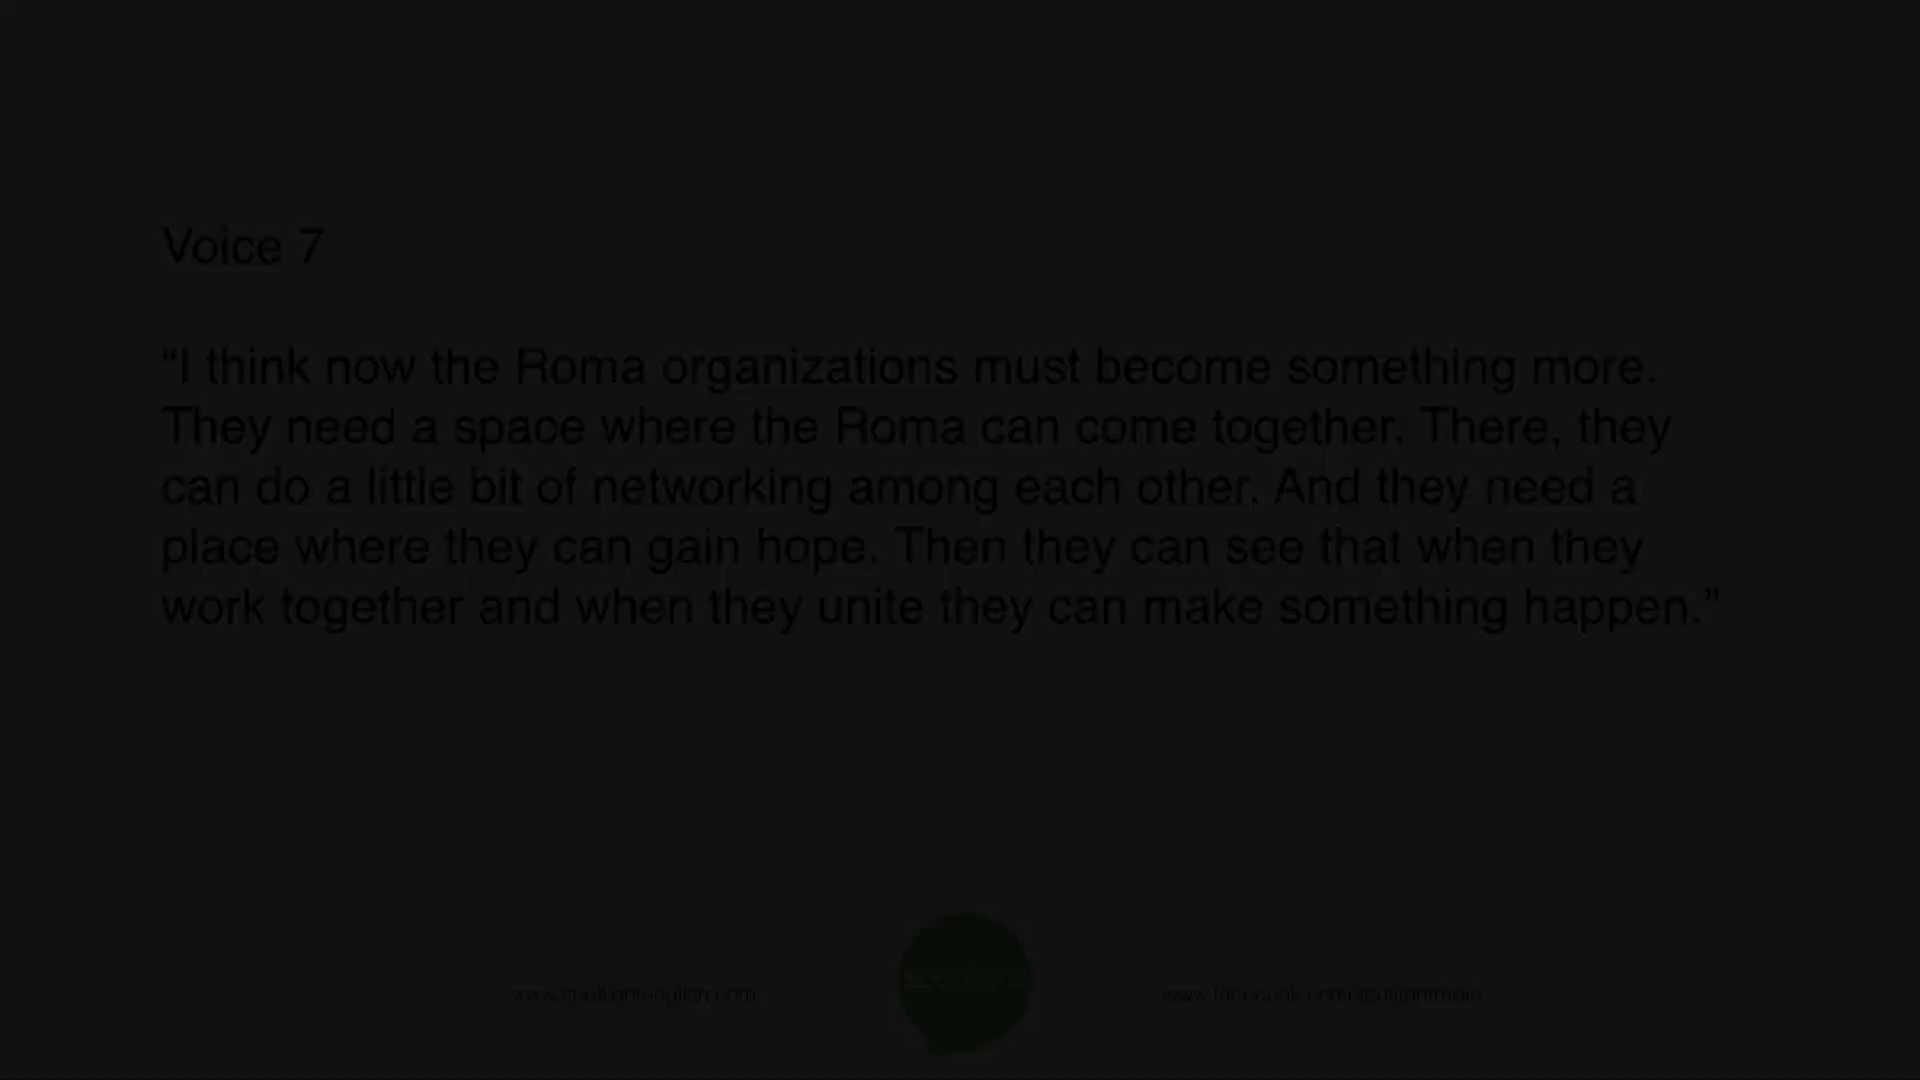 Voice 7
“I think now the Roma organizations must become something more.
They need a space where the Roma can come together. There, they
can do a little bit of networking among each other. And they need a
place where they can gain hope. Then they can see that when they
work together and when they unite they can make something happen.”